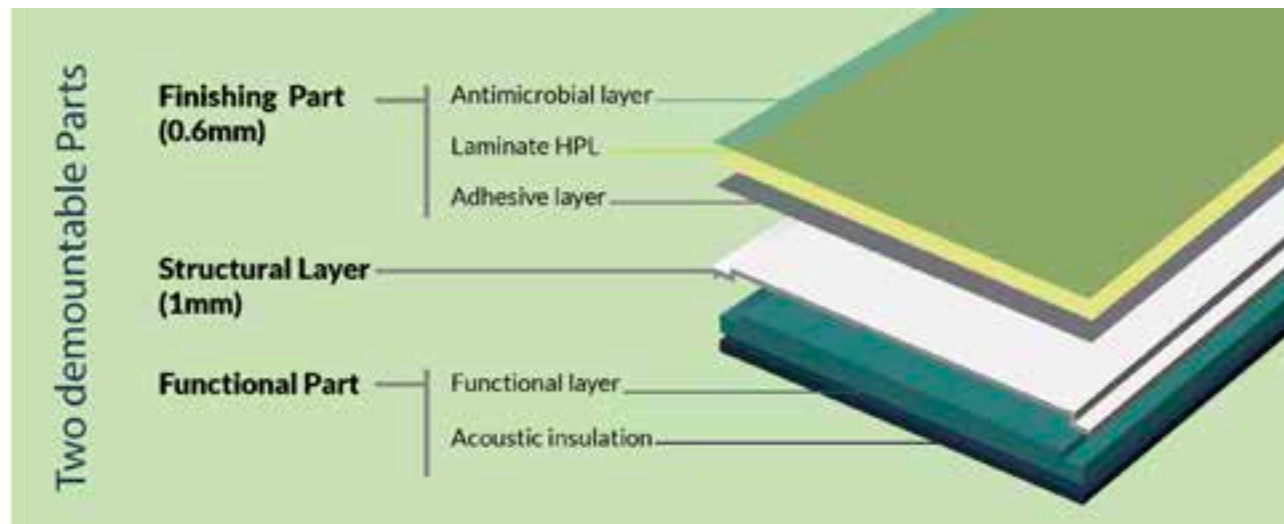 Two demountable Parts
Finishing Part
(0.6mm)
Antimicrobial layer
Laminate HPL
Adhesive layer
Structural Layer
(1mm)
Functional Part
Functional layer
Acoustic insulation